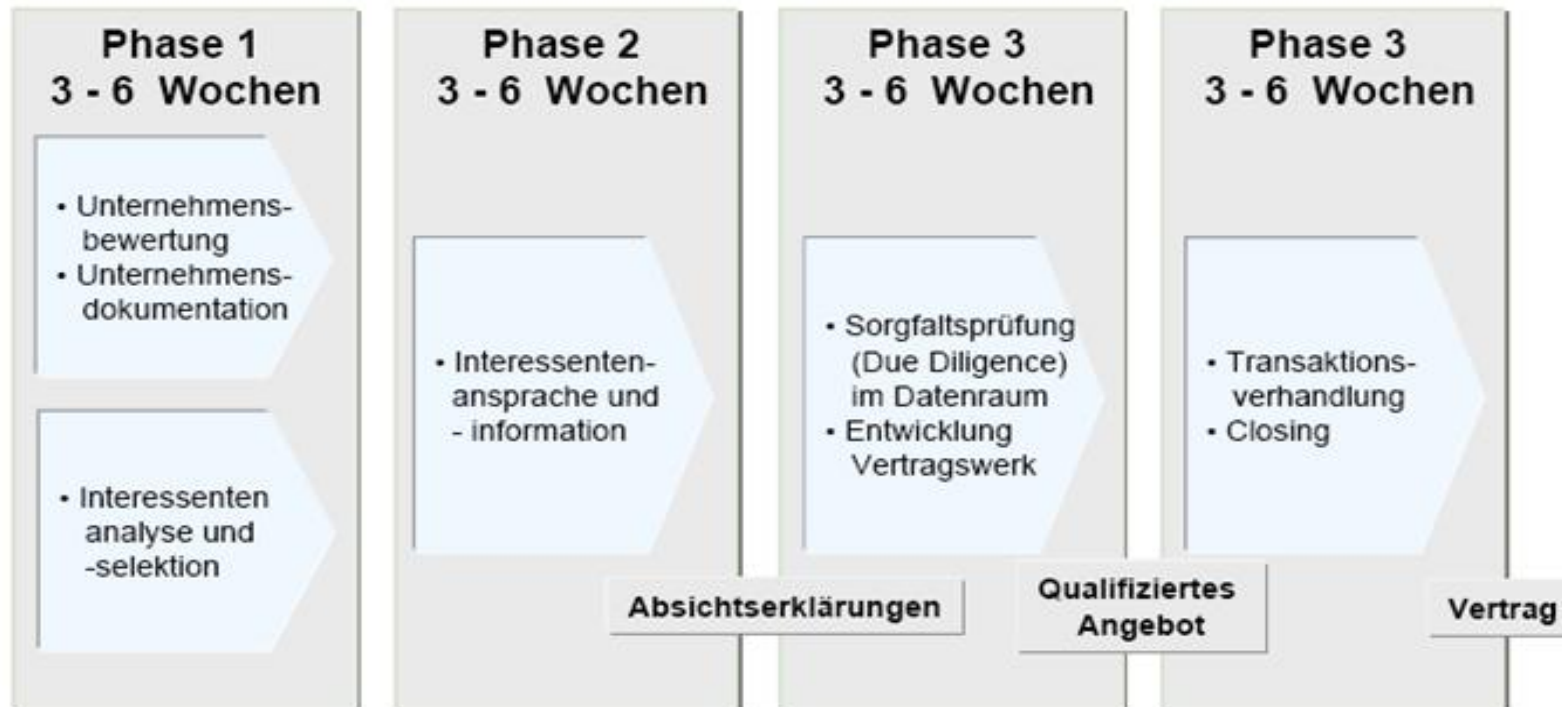 Phase 1
3 - 6 Wochen
• Unternehmens-
bewertung
• Unternehmens-
dokumentation
• Interessenten
analyse und
-selektion
Phase 2
3 - 6 Wochen
• Interessenten-
ansprache und
- information
Absichtserklärungen
Phase 3
3 - 6 Wochen
• Sorgfaltsprüfung
(Due Diligence)
im Datenraum
• Entwicklung
Vertragswerk
Qualifiziertes
Angebot
Phase 3
3 - 6 Wochen
• Transaktions-
verhandlung
• Closing
Vertrag